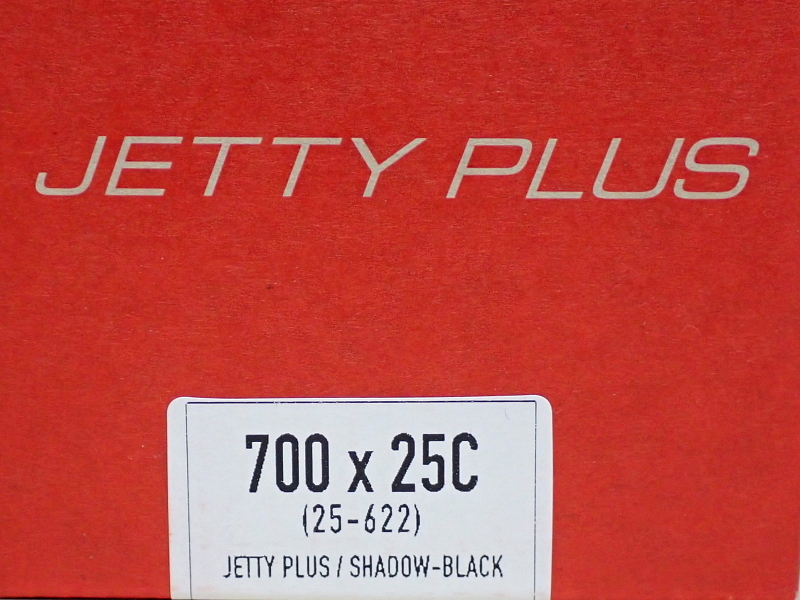 JETTY PLUS
700 x 25C
(25-622)
JETTY PLUS / SHADOW-BLACK